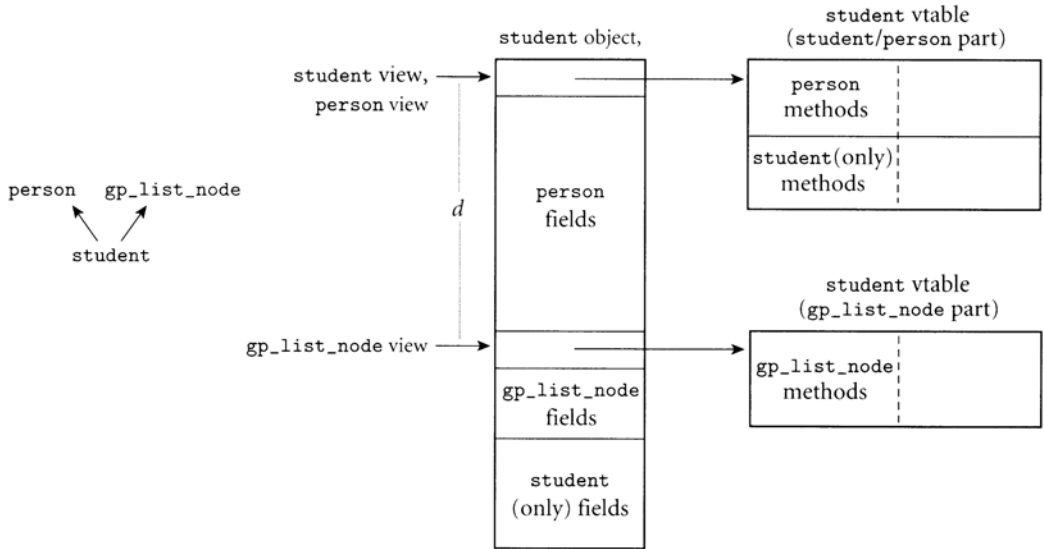 student vtable
(student/person part)
student object,
student view,
person view
person
methods
student(only)
methods
person gp_list_node
student
person
fields
d
student vtable
(gp_list_node part)
gp_list_node view
gp_list_node
methods
gp_list_node
fields
student
(only) fields